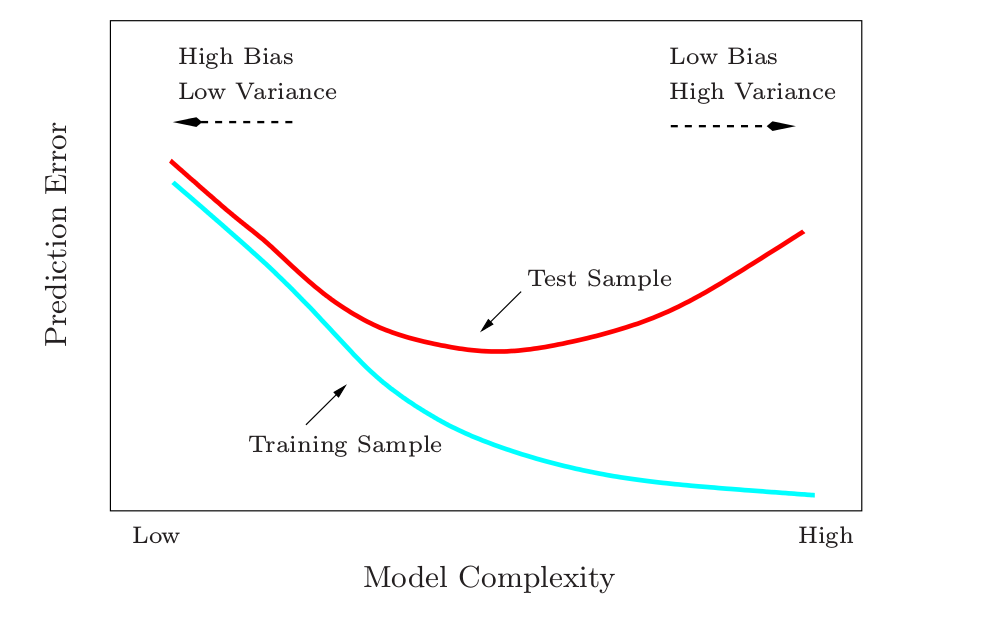 High Bias
Low Variance
Low Bias
High Variance
Prediction Error
Test Sample
Training Sample
Low
High
Model Complexity